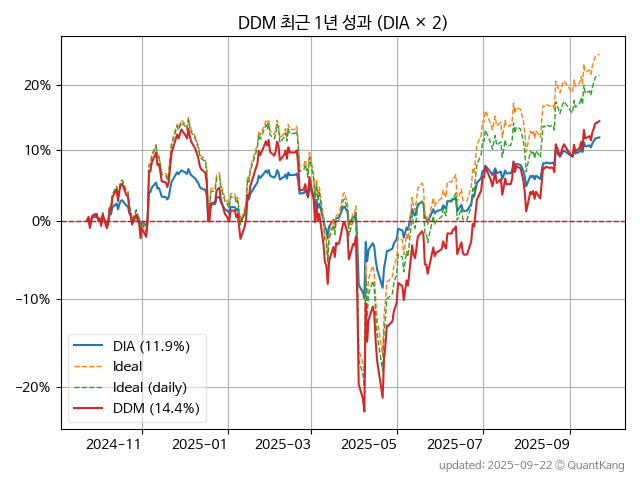 DDM 최근 1년 성과 (DIA × 2)
20%
10%
0%
−10%
−20%
DIA (11.9%)
Ideal
Ideal (daily)
DDM (14.4%)
2024-11 2025-01 2025-03 2025-05 2025-07 2025-09
updated: 2025-09-22 © QuantKang